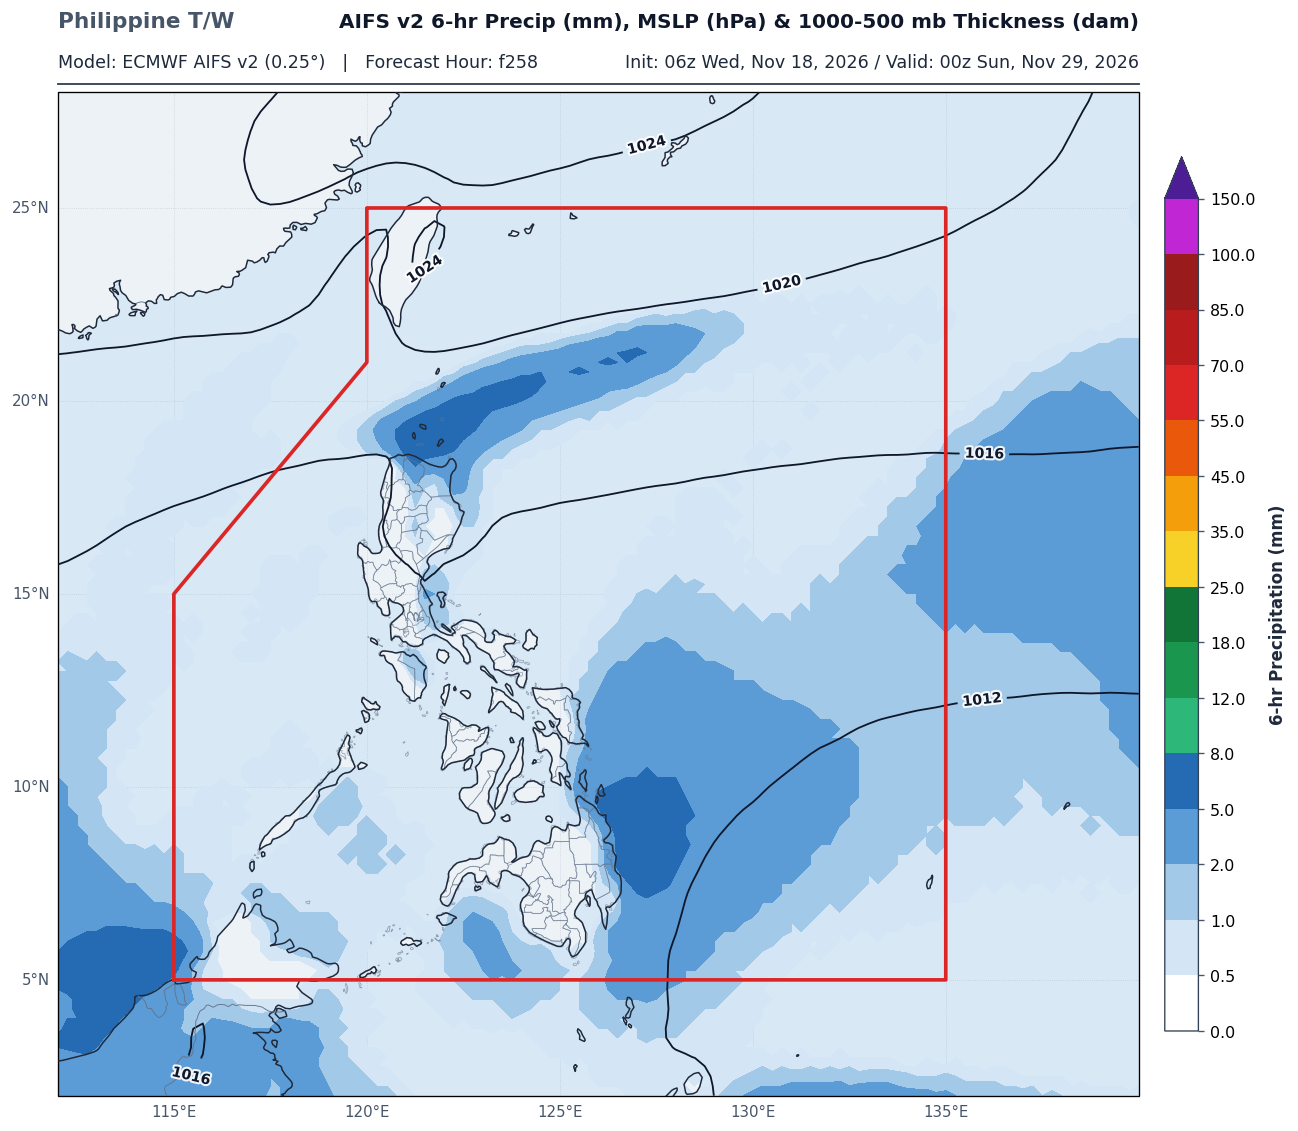 Philippine T/W
AIFS v2 6-hr Precip (mm), MSLP (hPa) & 1000-500 mb Thickness (dam)
Model: ECMWF AIFS v2 (0.25°) | Forecast Hour: f258
Init: 06z Wed, Nov 18, 2026 / Valid: 00z Sun, Nov 29, 2026
1024
25°N
1024
1020
20°N
1016
15°N
1012
10°N
5°N
1016
115°E
120°E
125°E
130°E
135°E
150.0
100.0
85.0
70.0
55.0
45.0
35.0
25.0
18.0
12.0
8.0
5.0
2.0
1.0
0.5
0.0
6-hr Precipitation (mm)